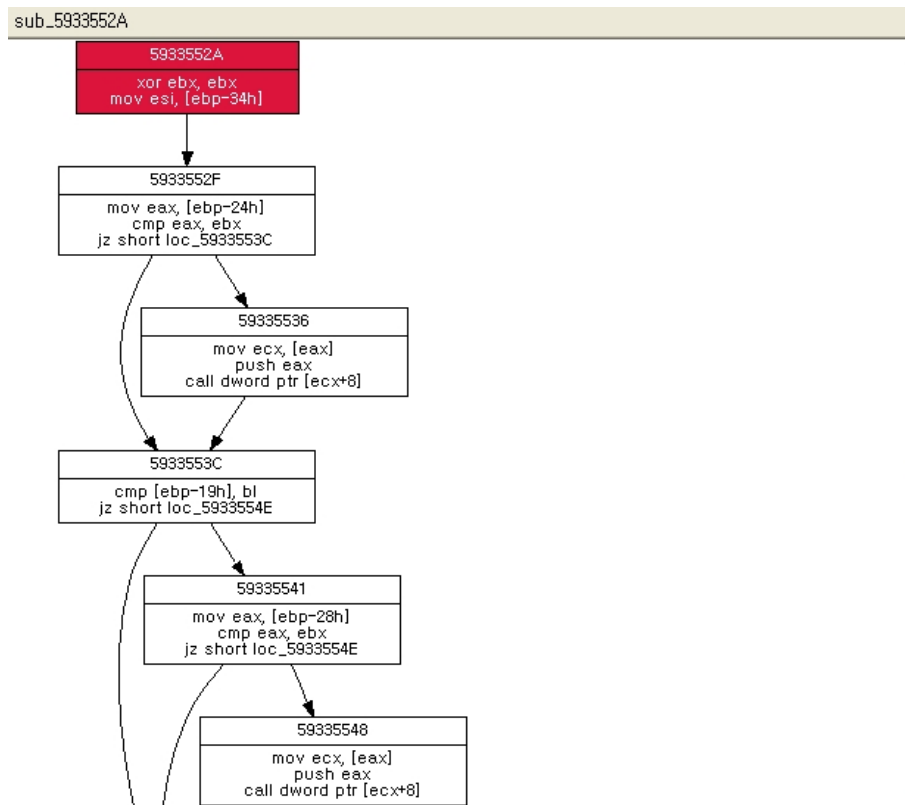 sub_5933552A
5933552A
xor ebx, ebx
mov esi, [ebp-34h]
5933552F
mov eax, [ebp-24h]
cmp eax, ebx
jz short loc_5933553C
59335536
mov ecx, [eax]
push eax
call dword ptr [ecx+8]
5933553C
cmp [ebp-19h], bl
jz short loc_5933554E
59335541
mov eax, [ebp-28h]
cmp eax, ebx
jz short loc_5933554E
59335548
mov ecx, [eax]
push eax
call dword ptr [ecx+8]